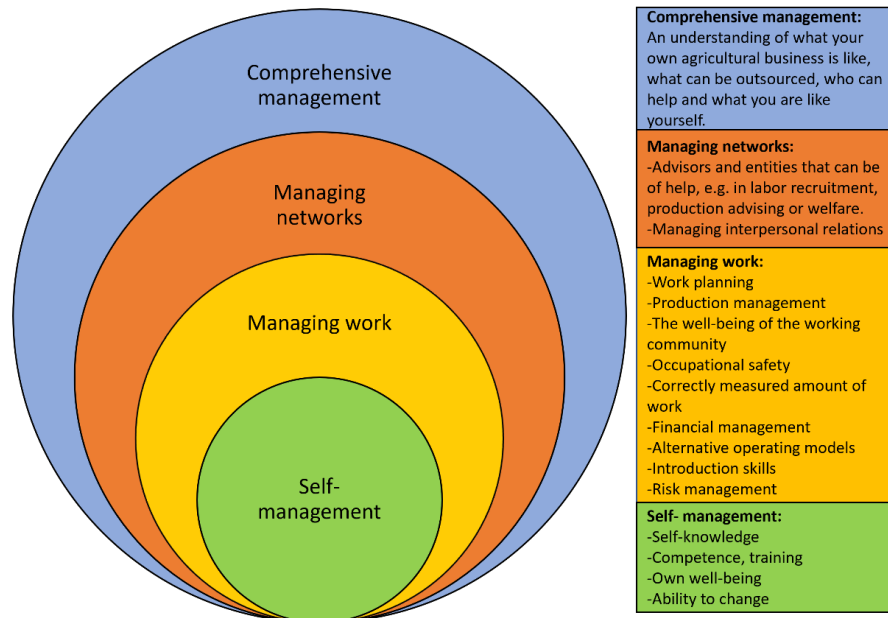 Comprehensive
management
Managing
networks
Managing work
Self-
management
Comprehensive management:
An understanding of what your
own agricultural business is like,
what can be outsourced, who can
help and what you are like
yourself.
Managing networks:
-Advisors and entities that can be
of help, e.g. in labor recruitment,
production advising or welfare.
-Managing interpersonal relations
Managing work:
-Work planning
-Production management
-The well-being of the working
community
-Occupational safety
-Correctly measured amount of
work
-Financial management
-Alternative operating models
-Introduction skills
-Risk management
Self- management:
-Self-knowledge
-Competence, training
-Own well-being
-Ability to change